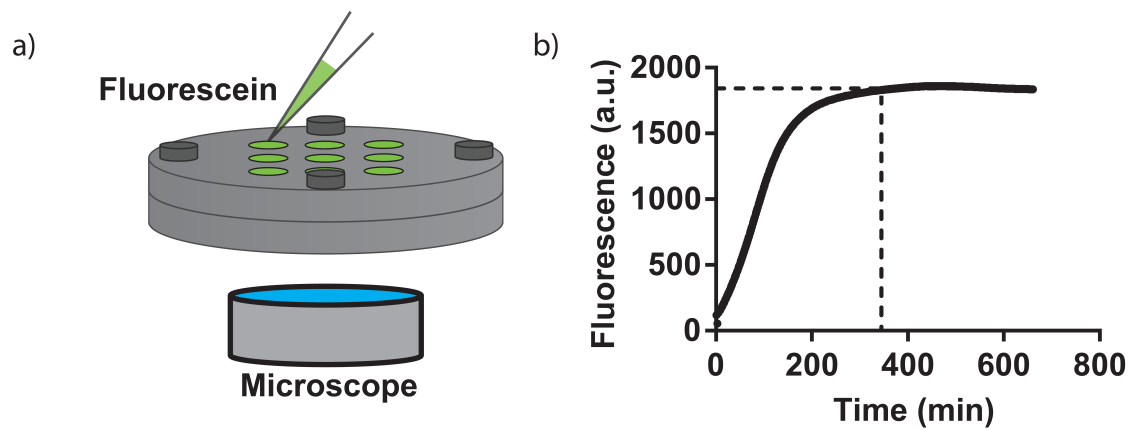 a)
Fluorescein
Microscope
b)
Fluorescence (a.u.)
2000
1500
1000
500
0
0 200 400 600 800
Time (min)